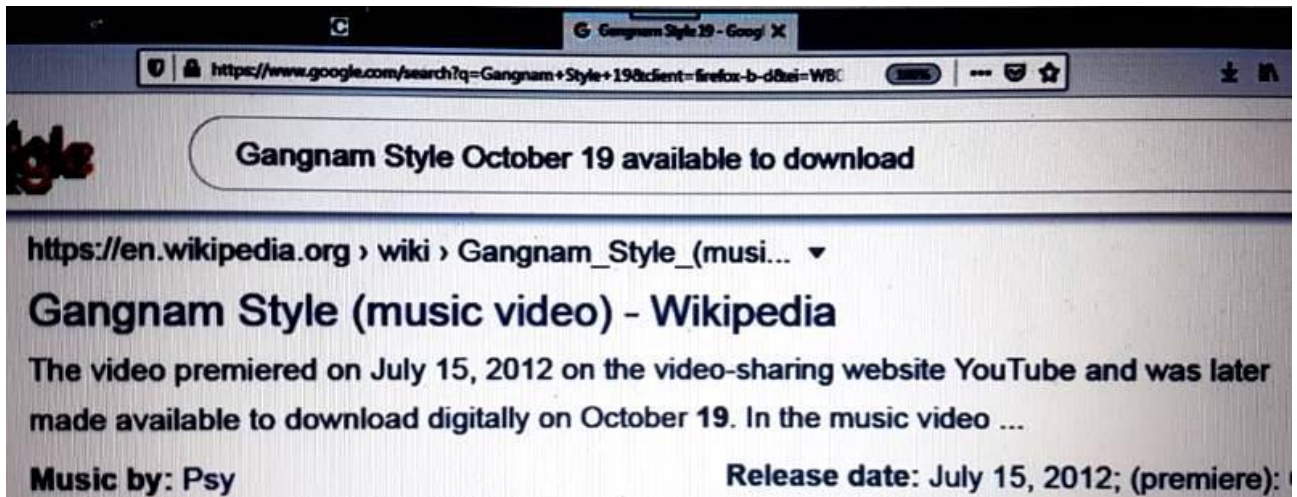 C
G Gangnam Style 19 - Googl X
https://www.google.com/search?q=Gangnam+Style+19&client=firefox-b-d&ei=WBC
Gangnam Style October 19 available to download
https://en.wikipedia.org › wiki › Gangnam_Style_(musi... ▼
Gangnam Style (music video) - Wikipedia
The video premiered on July 15, 2012 on the video-sharing website YouTube and was later
made available to download digitally on October 19. In the music video ...
Music by: Psy
Release date: July 15, 2012; (premiere):